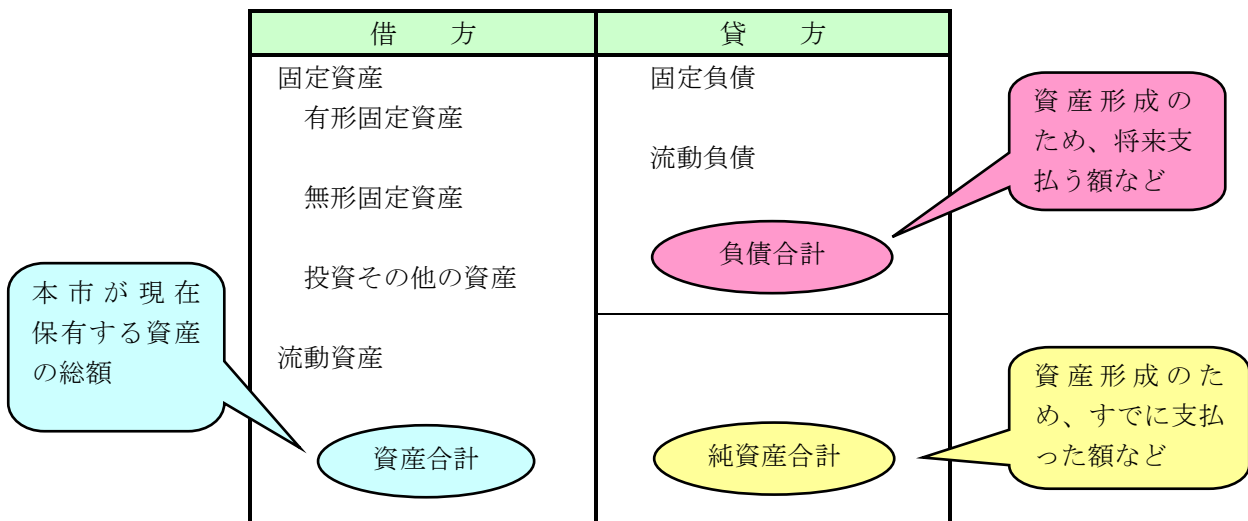 借　方
貸　方
固定資産
有形固定資産
無形固定資産
投資その他の資産
流動資産
資産合計
固定負債
流動負債
負債合計
純資産合計
本市が現在
保有する資産
の総額
資産形成の
ため、将来支
払う額など
資産形成のた
め、すでに支払
った額など